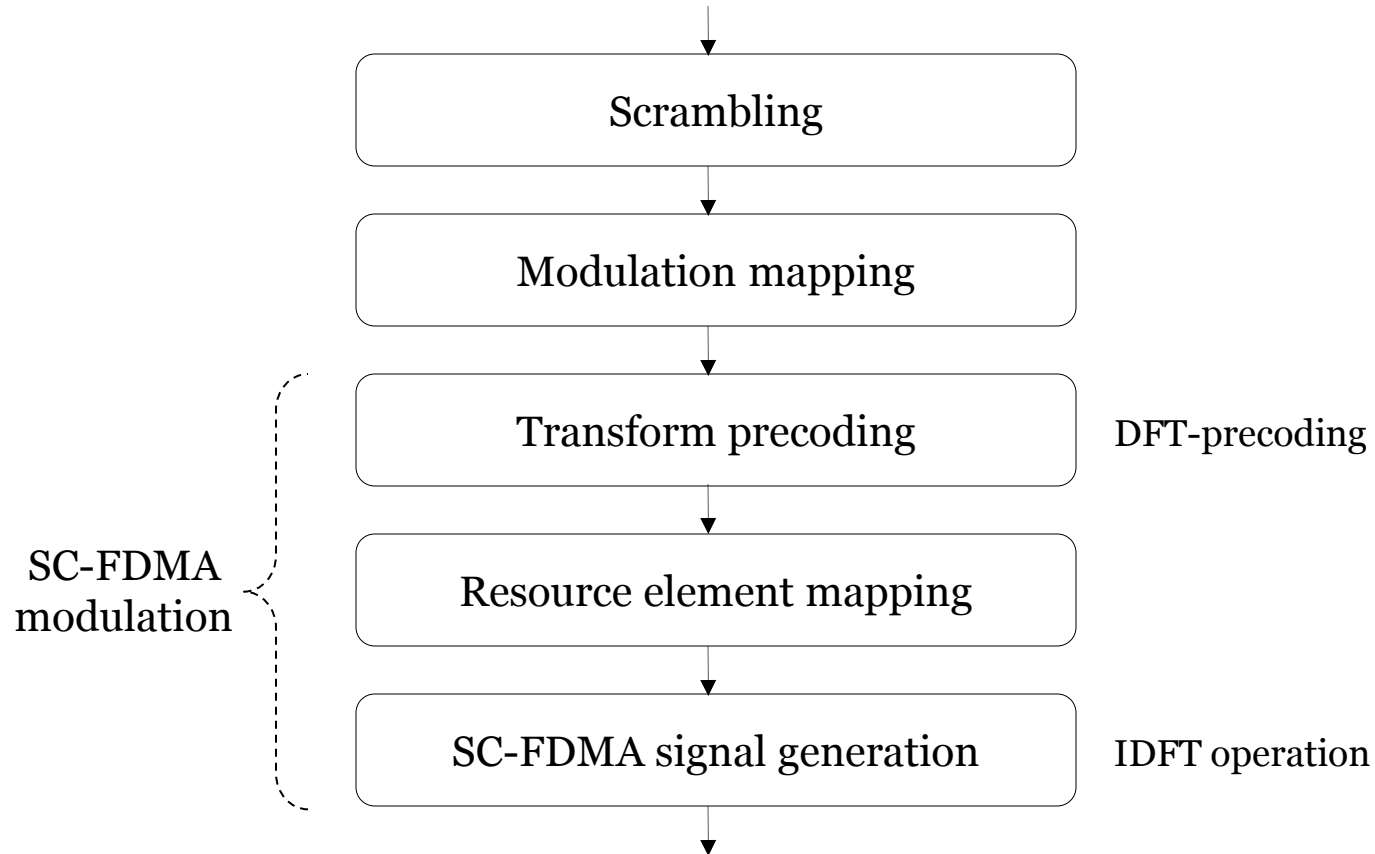 Scrambling
Modulation mapping
Transform precoding
DFT-precoding
SC-FDMA
modulation
Resource element mapping
SC-FDMA signal generation
IDFT operation